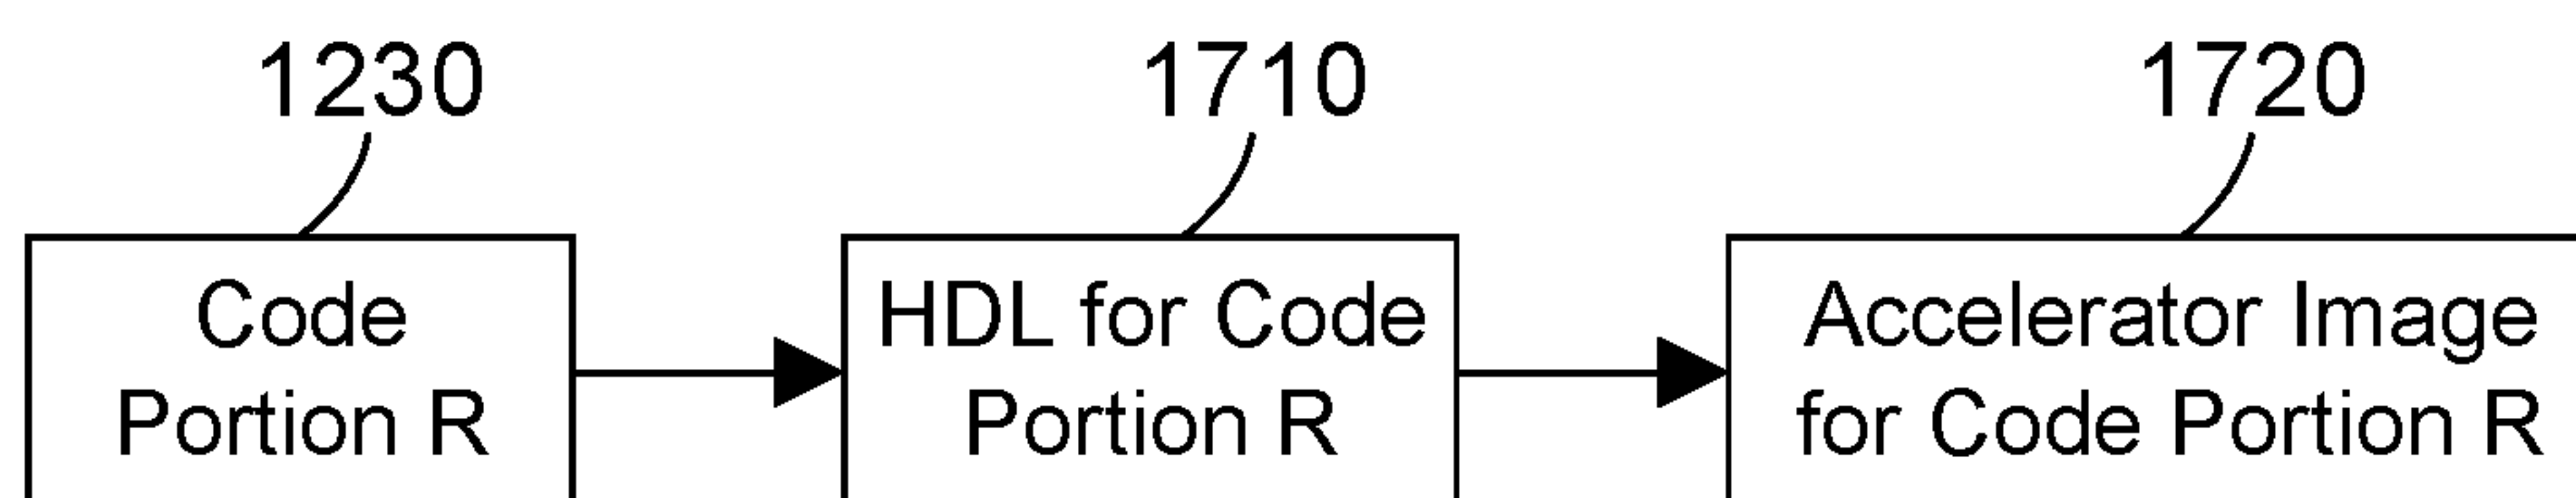 1230
1710
1720
Code
Portion R
HDL for Code
Portion R
Accelerator Image
for Code Portion R